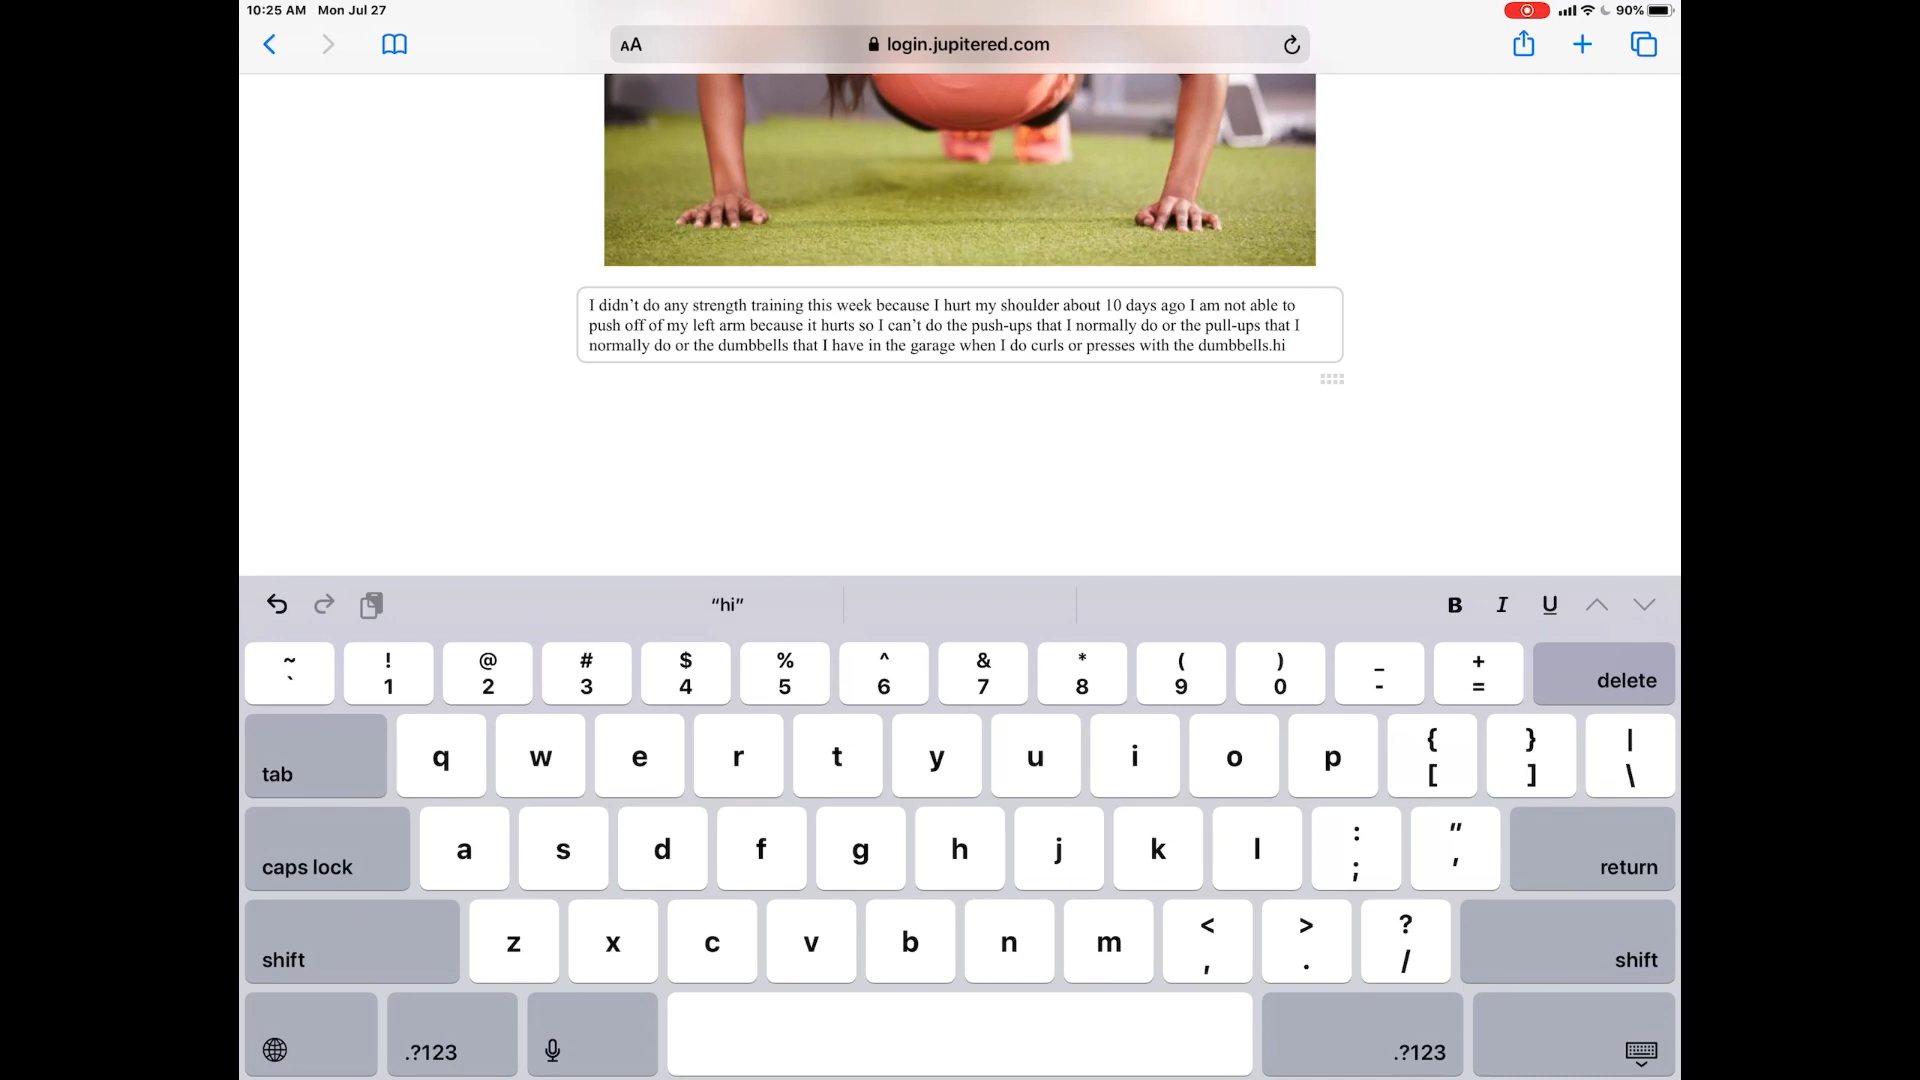 10:25 AM Mon Jul 27
90%
AA
login.jupitered.com
I didn’t do any strength training this week because I hurt my shoulder about 10 days ago I am not able to
push off of my left arm because it hurts so I can’t do the push-ups that I normally do or the pull-ups that I
normally do or the dumbbells that I have in the garage when I do curls or presses with the dumbbells.hi
“hi”
B I U
~ ! @ # $ % ^ & * ( ) _ +
` 1 2 3 4 5 6 7 8 9 0 - = delete
tab q w e r t y u i o p { [ } ] | \
caps lock a s d f g h j k l : ; " ' return
shift z x c v b n m < , > . ? / shift
.?123 .?123